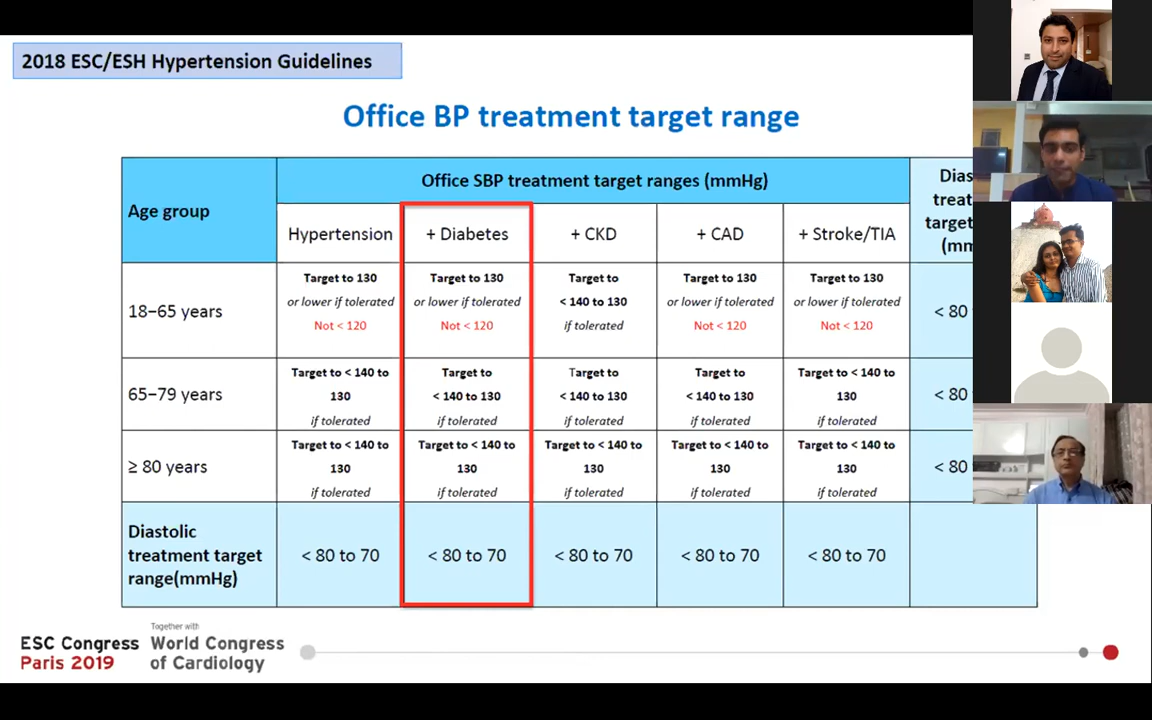 2018 ESC/ESH Hypertension Guidelines
Office BP treatment target range
Age group
Office SBP treatment target ranges (mmHg)
Hypertension
+ Diabetes
+ CKD
+ CAD
+ Stroke/TIA
18–65 years
Target to 130
or lower if tolerated
Not < 120
Target to 130
or lower if tolerated
Not < 120
Target to
< 140 to 130
if tolerated
Target to 130
or lower if tolerated
Not < 120
Target to 130
or lower if tolerated
Not < 120
< 80
65–79 years
Target to < 140 to
130
if tolerated
Target to
< 140 to 130
if tolerated
Target to
< 140 to 130
if tolerated
Target to
< 140 to 130
if tolerated
Target to < 140 to
130
if tolerated
< 80
≥ 80 years
Target to < 140 to
130
if tolerated
Target to < 140 to
130
if tolerated
Target to < 140 to
130
if tolerated
Target to < 140 to
130
if tolerated
Target to < 140 to
130
if tolerated
< 80
Diastolic
treatment target
range(mmHg)
< 80 to 70
< 80 to 70
< 80 to 70
< 80 to 70
< 80 to 70
ESC Congress
Paris 2019
Together with
World Congress
of Cardiology